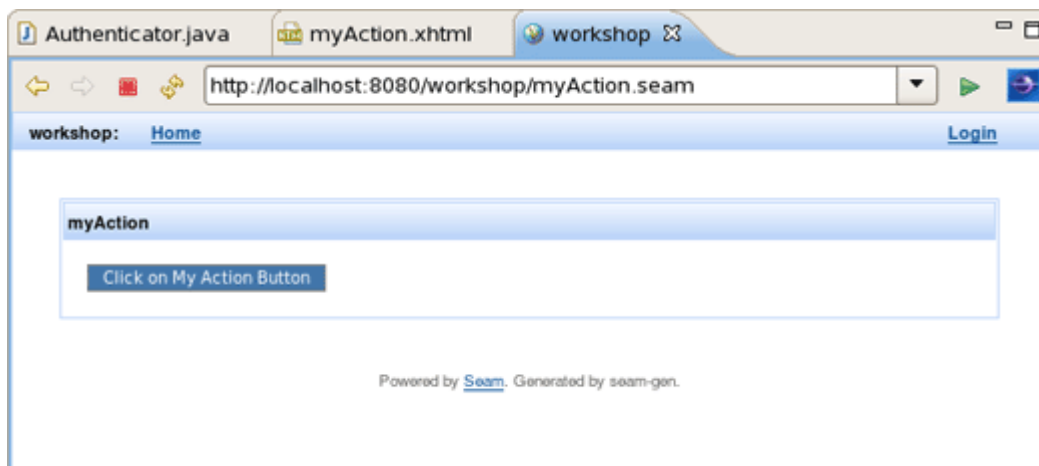 Authenticator.java myAction.xhtml workshop
http://localhost:8080/workshop/myAction.seam
workshop: Home Login
myAction
Click on My Action Button
Powered by Seam. Generated by seam-gen.